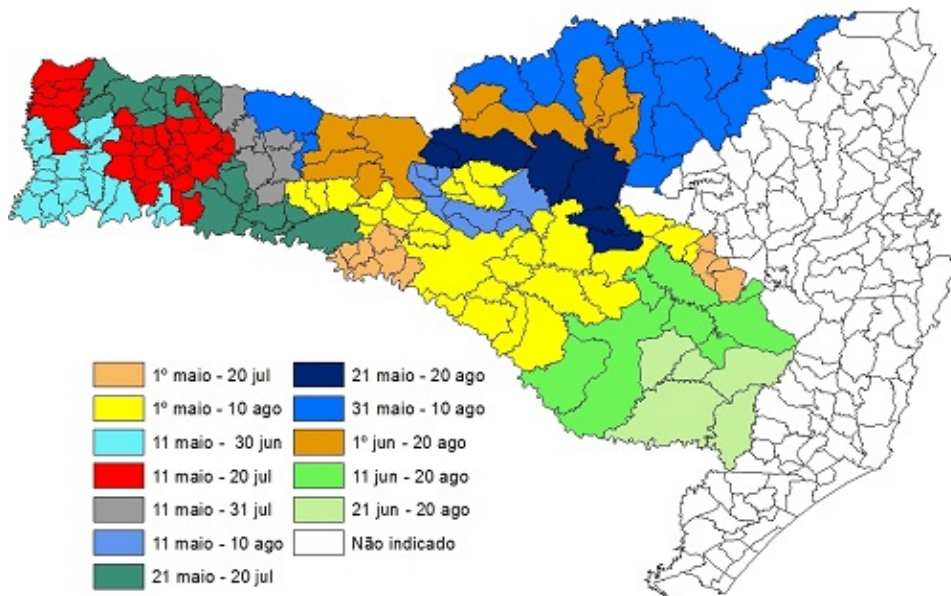 1º maio - 20 jul
1º maio - 10 ago
11 maio - 30 jun
11 maio - 20 jul
11 maio - 31 jul
11 maio - 10 ago
21 maio - 20 jul
21 maio - 20 ago
31 maio - 10 ago
1º jun - 20 ago
11 jun - 20 ago
21 jun - 20 ago
Não indicado